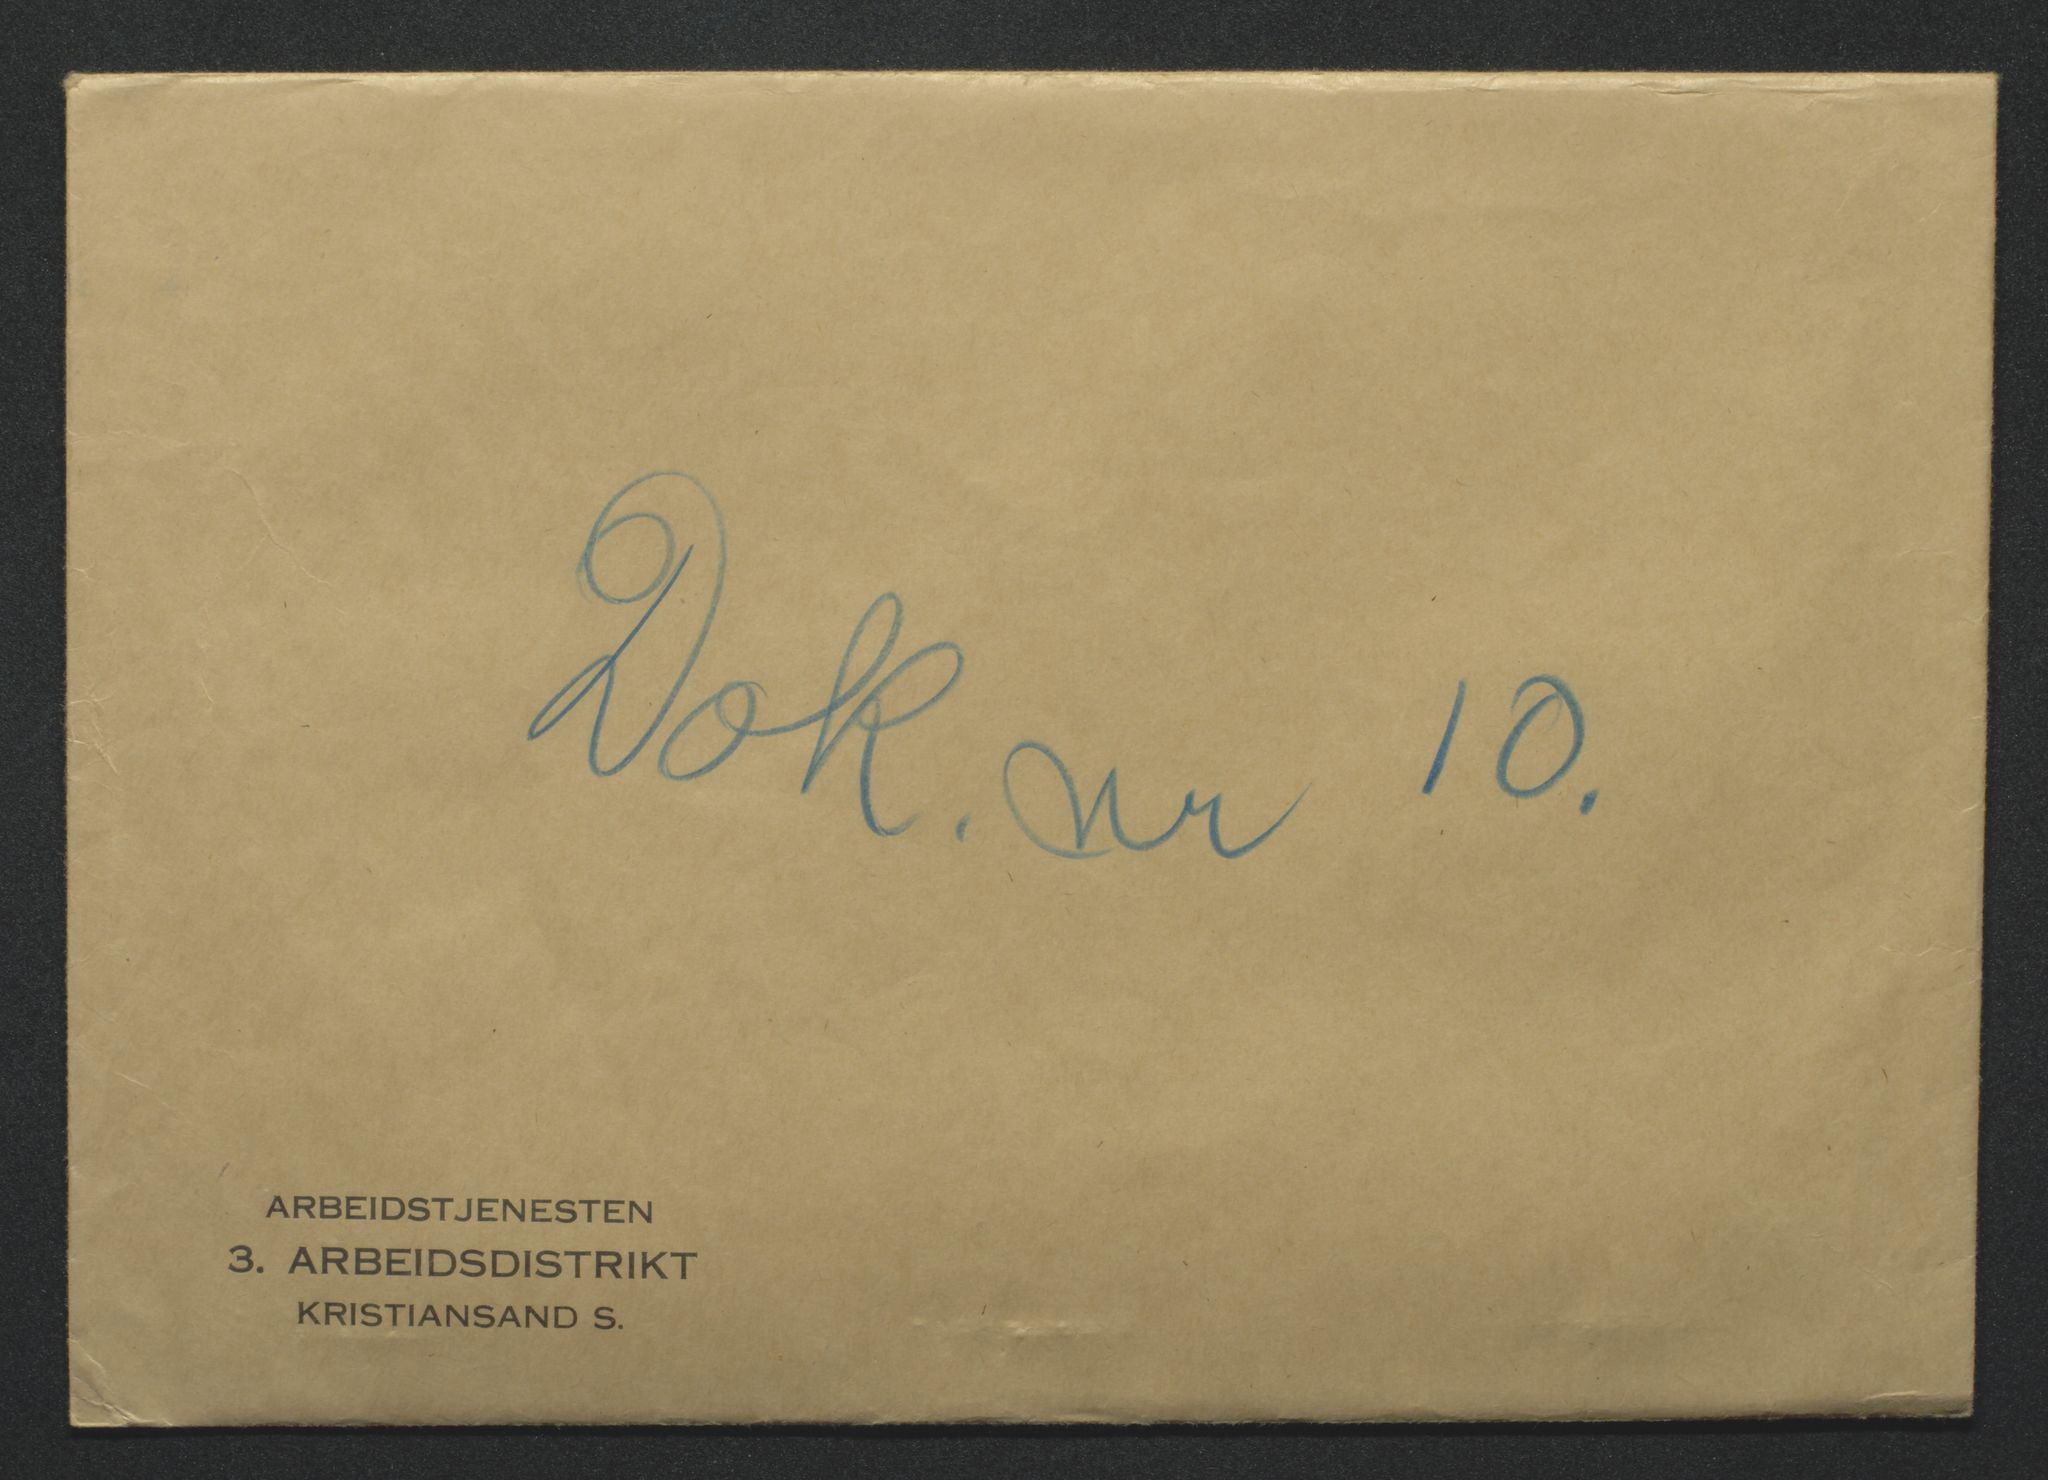 Dok. nr 10.
ARBEIDSTJENESTEN
3. ARBEIDSDISTRIKT
KRISTIANSAND S.